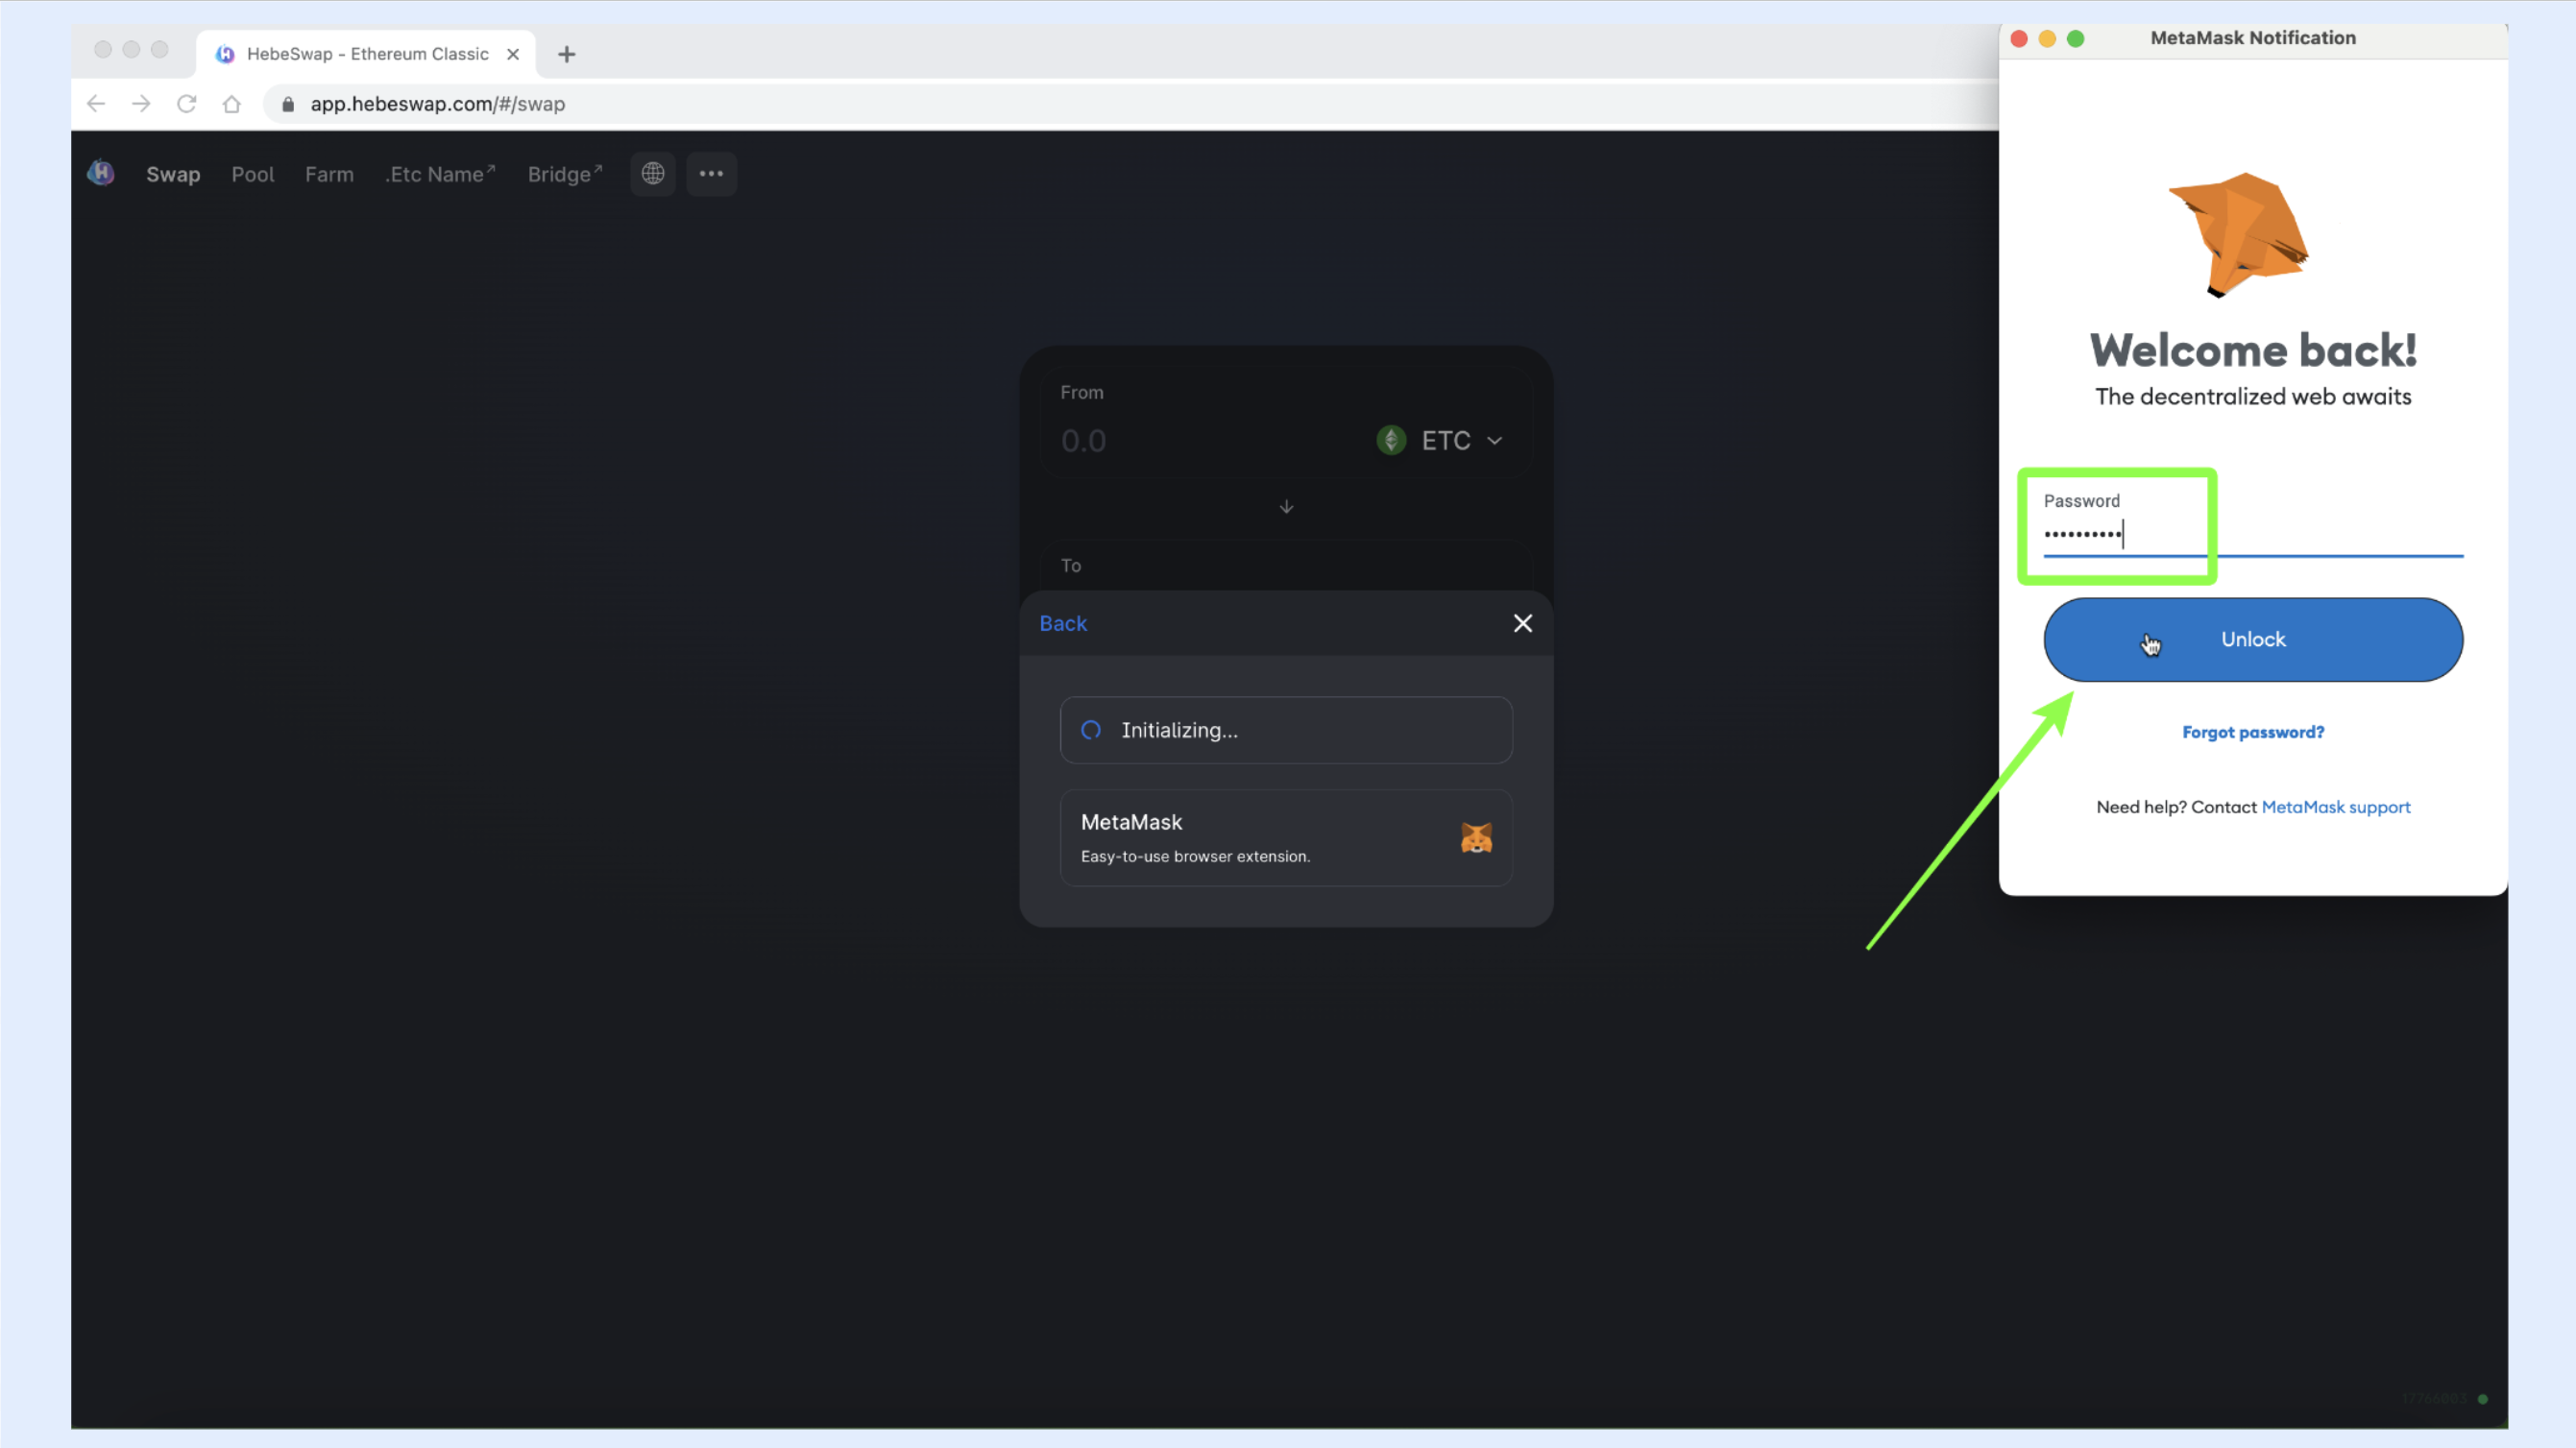 HebeSwap - Ethereum Classic
app.hebeswap.com/#/swap
Swap Pool Farm .Etc Name↗ Bridge↗
From
0.0 ETC
To
Back
Initializing...
MetaMask
Easy-to-use browser extension.
MetaMask Notification
Welcome back!
The decentralized web awaits
Password
••••••••••
Unlock
Forgot password?
Need help? Contact MetaMask support